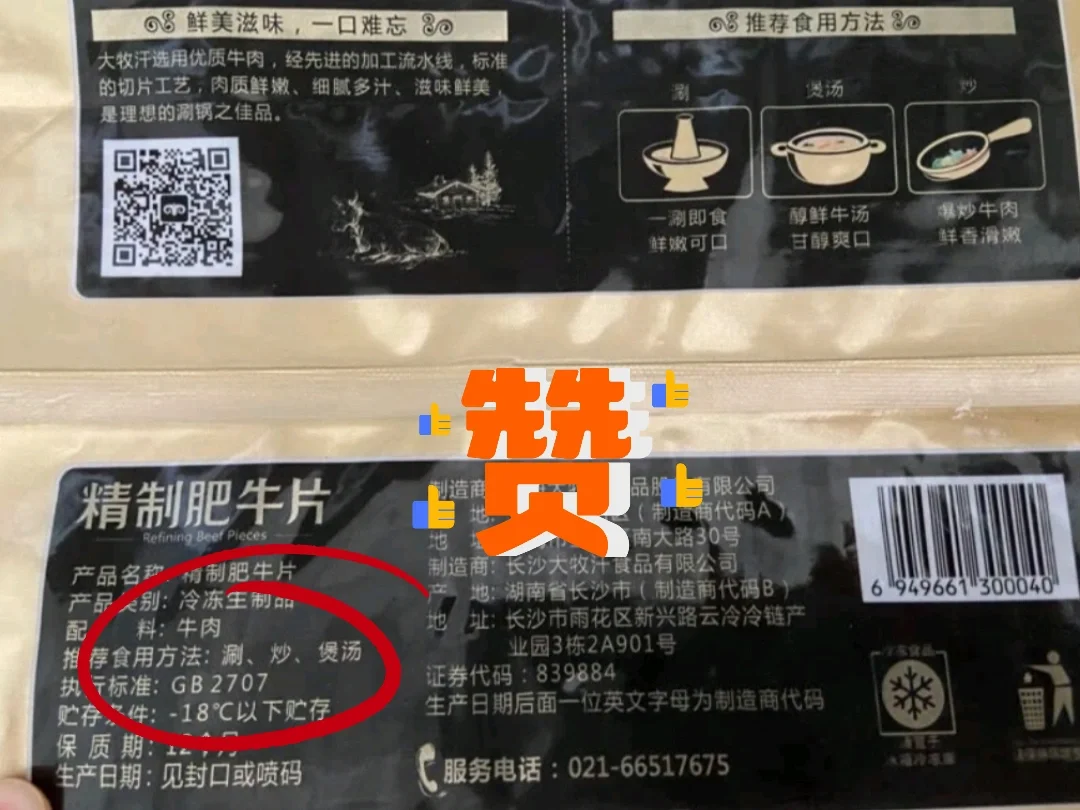 鲜美滋味，一口难忘
大牧汗选用优质牛肉，经先进的加工流水线，标准
的切片工艺，肉质鲜嫩、细腻多汁、滋味鲜美，
是理想的涮锅之佳品。
推荐食用方法
涮
煲汤
炒
一涮即食
鲜嫩可口
醇鲜牛汤
甘醇爽口
爆炒牛肉
鲜香滑嫩
赞
精制肥牛片
Refining Beef Pieces
产品名称：精制肥牛片
产品类别：冷冻生制品
配 料：牛肉
推荐食用方法：涮、炒、煲汤
执行标准：GB 2707
贮存条件：-18℃以下贮存
保 质 期：12个月
生产日期：见封口或喷码
制造商
有限公司
地
（制造商代码A）
地
南大路30号
制造商：长沙大牧汗食品有限公司
产 地：湖南省长沙市（制造商代码B）
地 址：长沙市雨花区新兴路云冷冷链产
业园3栋2A901号
证券代码：839884
生产日期后面一位英文字母为制造商代码
服务电话：021-66517675
6 949661 300040